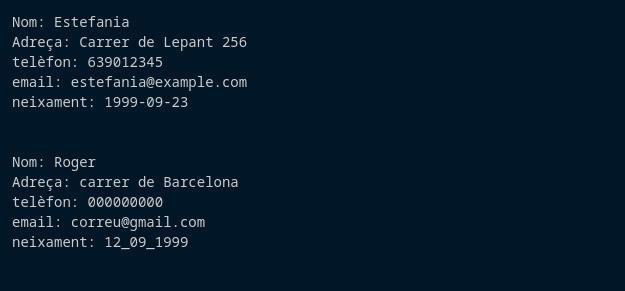 Nom: Estefania
Adreça: Carrer de Lepant 256
telèfon: 639012345
email: estefania@example.com
neixament: 1999-09-23
Nom: Roger
Adreça: carrer de Barcelona
telèfon: 000000000
email: correu@gmail.com
neixament: 12_09_1999